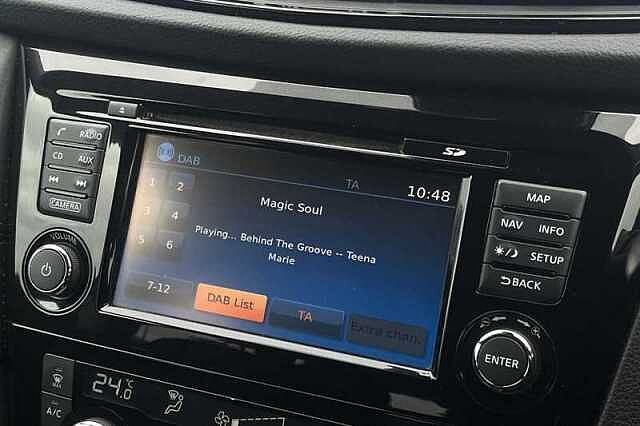 RADIO
CD AUX
CAMERA
VOLUME
DAB
TA 10:48
1 2
3 4
5 6
Magic Soul
Playing... Behind The Groove -- Teena
Marie
7-12 DAB List TA Extra chan.
SD
MAP
NAV INFO
SETUP
BACK
ENTER
MAX
A/C
24.0 °C